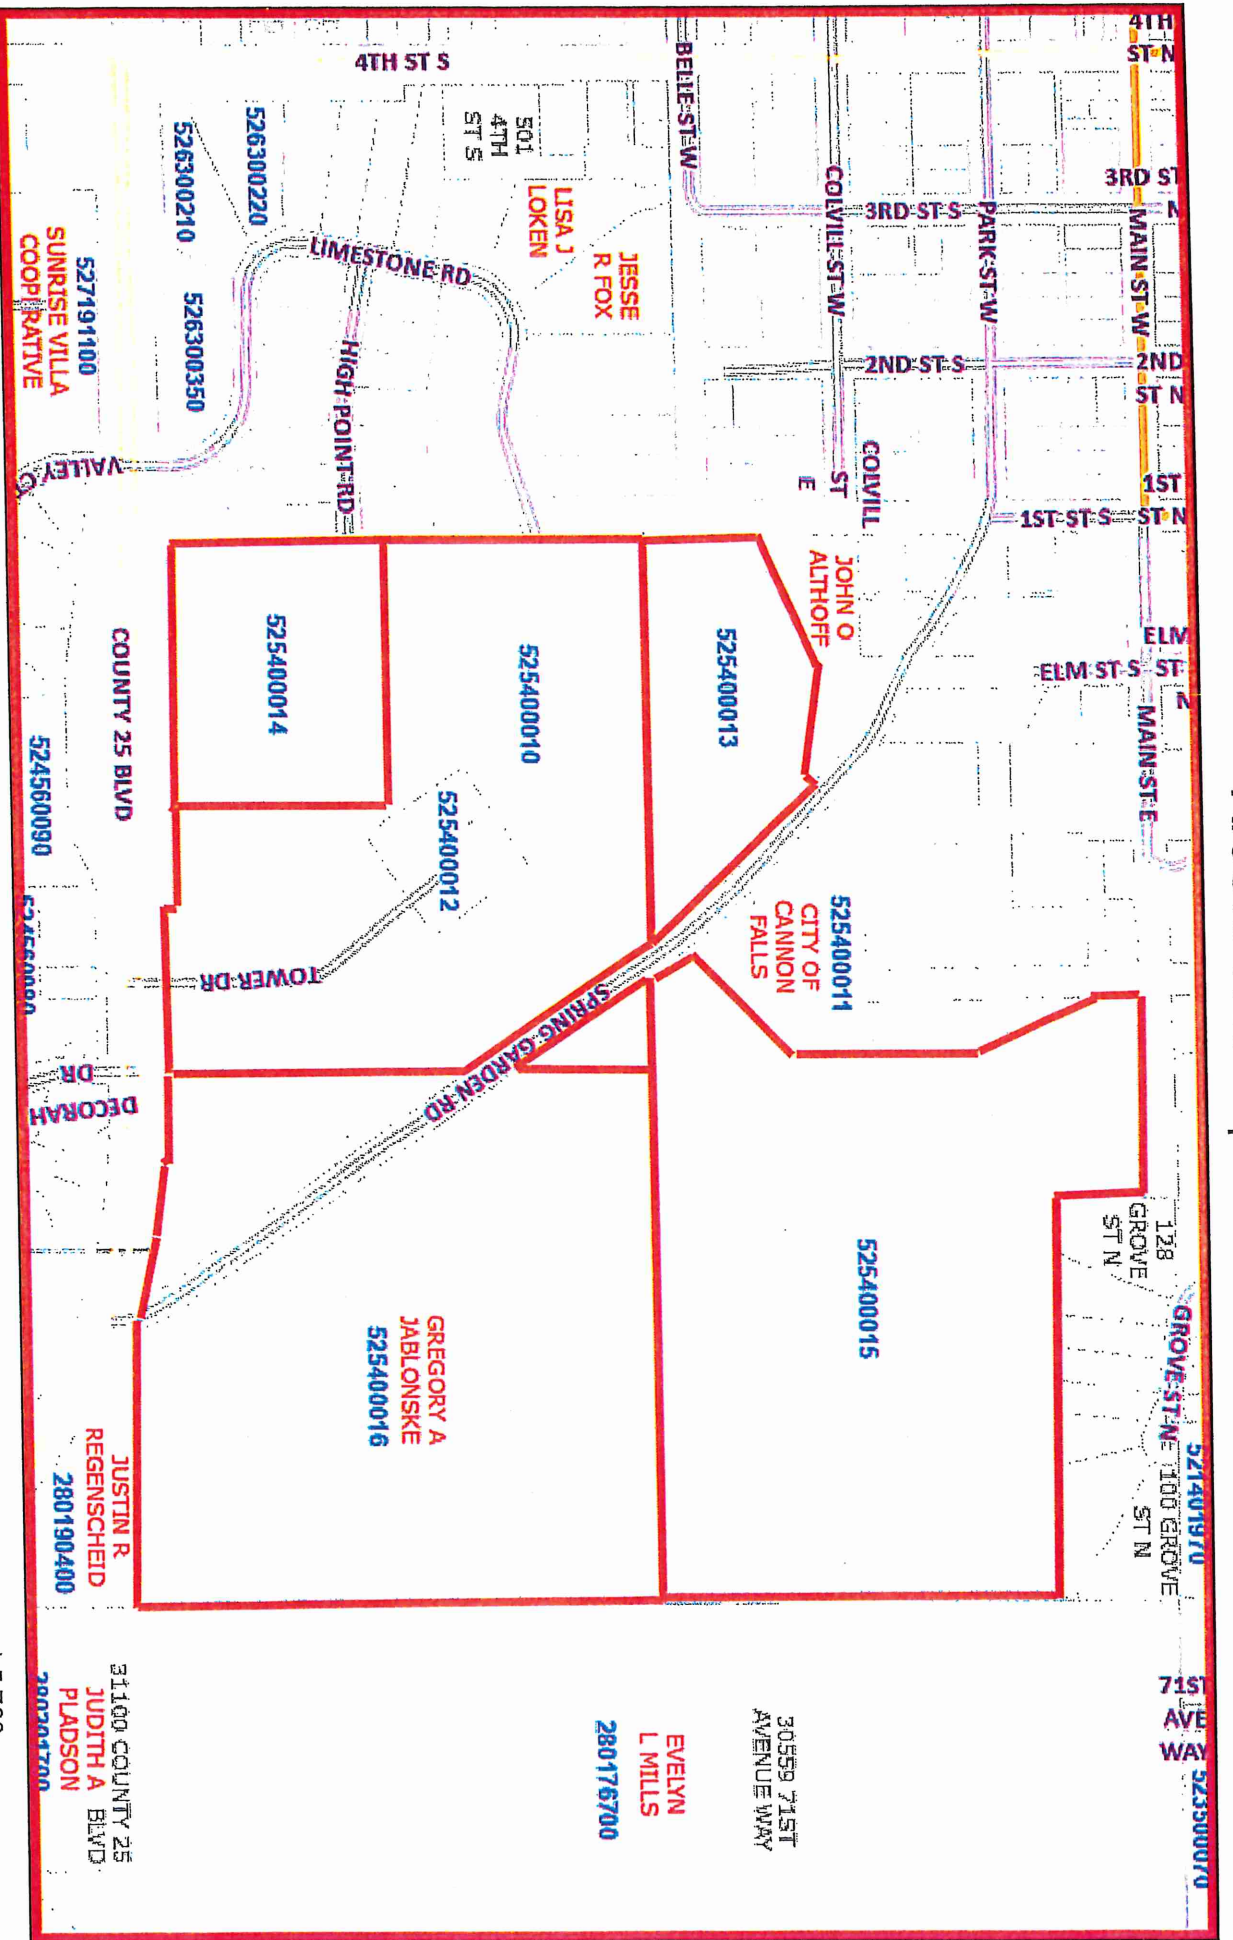 4TH
ST N
3RD ST
N
MAIN ST W
2ND
ST N
1ST
ST N
ELM
ST
N
MAIN ST E
128
GROVE
ST N
GROVE ST N
100 GROVE
ST N
521401970
71ST
AVE
WAY
523500070
PARK ST W
1ST ST S
ELM ST S
COLVILL ST W
3RD ST S
2ND ST S
COLVILL
ST
E
BELLE ST W
JOHN O
ALTHOFF
525400011
CITY OF
CANNON
FALLS
525400015
30559 71ST
AVENUE WAY
4TH ST S
501
4TH
ST S
LISA J
LOKEN
JESSE
R FOX
525400013
EVELYN
L MILLS
280176700
LIMESTONE RD
HIGH POINT RD
525400010
525400012
SPRING GARDEN RD
GREGORY A
JABLONSKE
525400016
526300220
526300210
526300350
525400014
TOWER DR
527191100
SUNRISE VILLA
COOPERATIVE
VALLEY CT
COUNTY 25 BLVD
524560090
DECORAH
DR
JUSTIN R
REGENSCHEID
280190400
31100 COUNTY 25
BLVD
JUDITH A
PLADSON